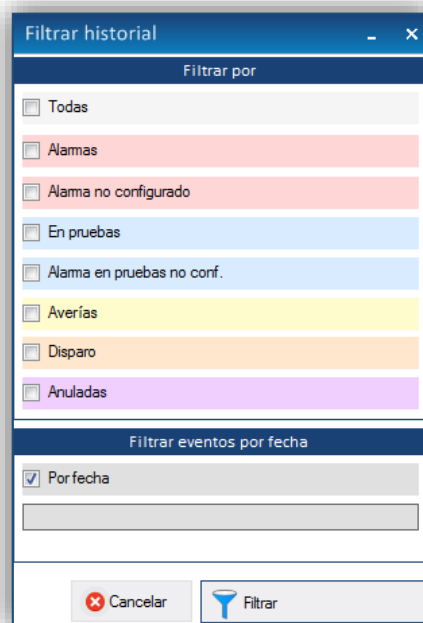 Filtrar historial
Filtrar por
Todas
Alarmas
Alarma no configurado
En pruebas
Alarma en pruebas no conf.
Averías
Disparo
Anuladas
Filtrar eventos por fecha
Por fecha
Cancelar Filtrar